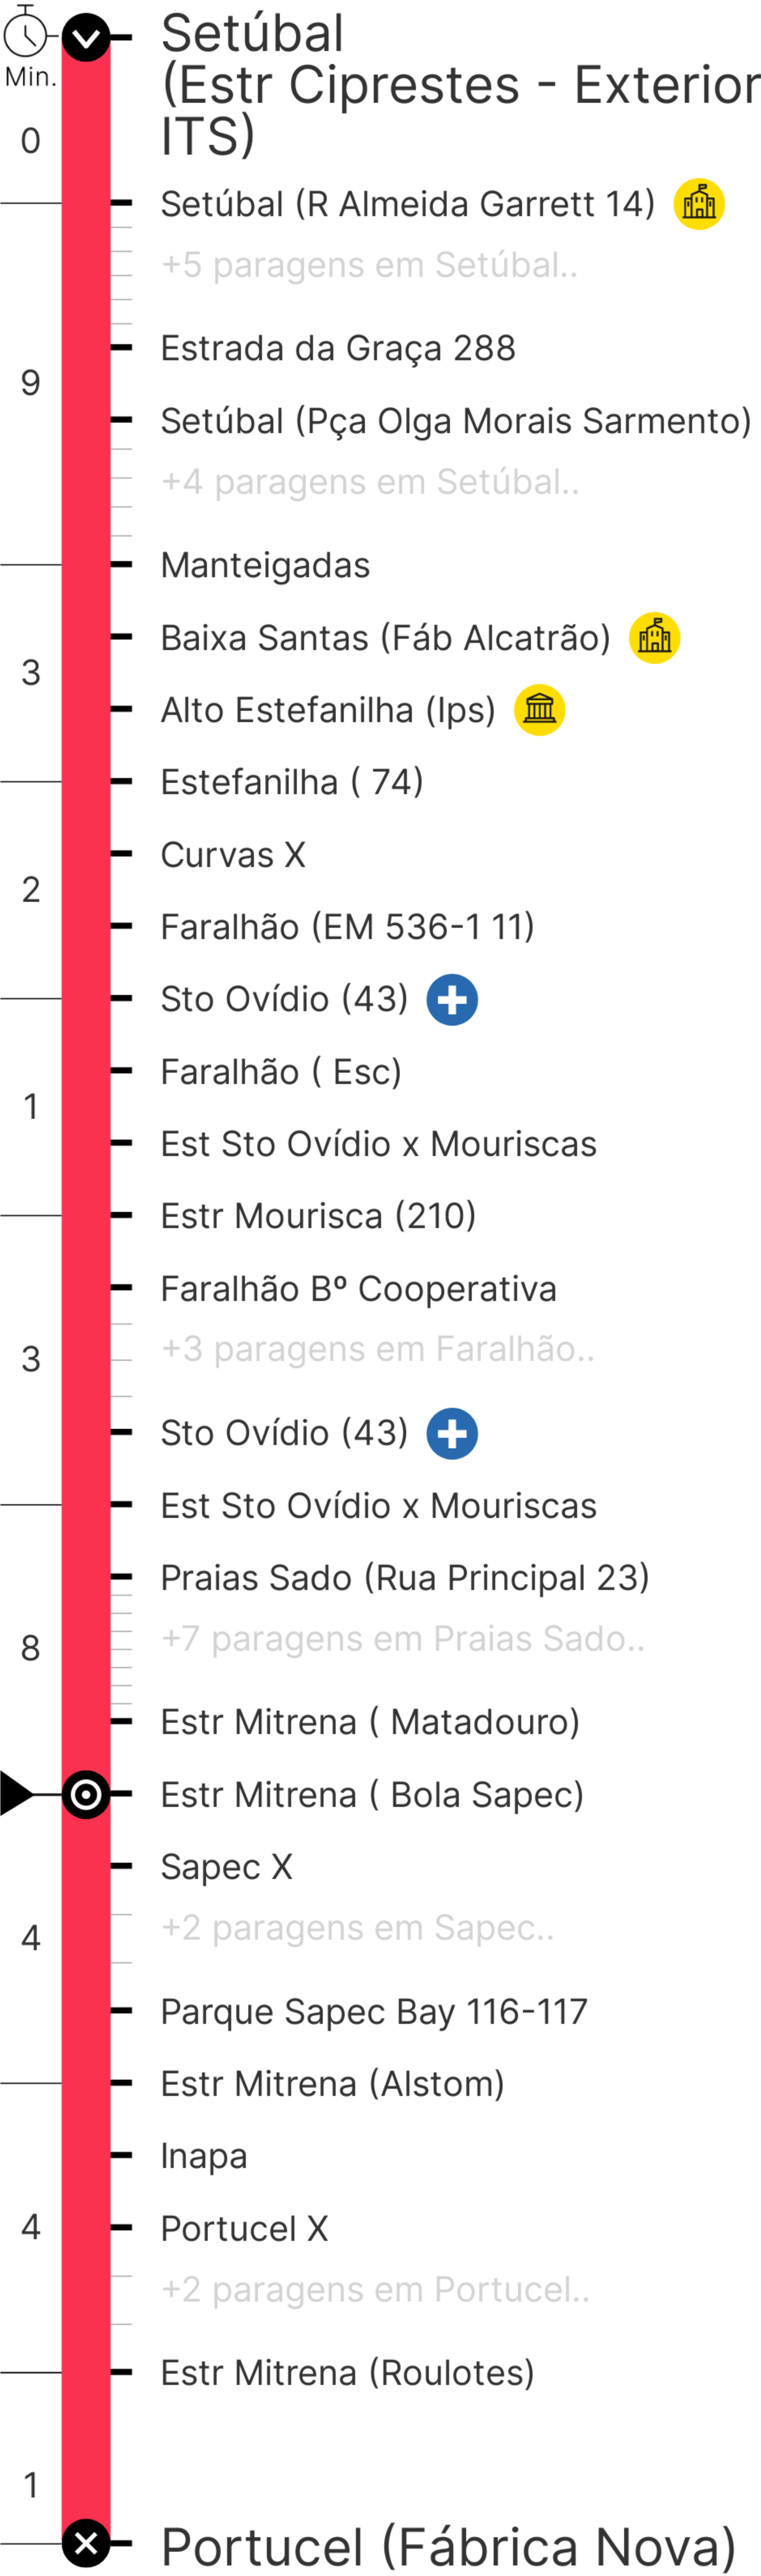 Setúbal
Min.
(Estr Ciprestes - Exterior
0
ITS)
Setúbal (R Almeida Garrett 14)
+5 paragens em Setúbal..
Estrada da Graça 288
9
Setúbal (Pça Olga Morais Sarmento)
+4 paragens em Setúbal..
Manteigadas
Baixa Santas (Fáb Alcatrão)
3
Alto Estefanilha (Ips)
Estefanilha ( 74)
Curvas X
2
Faralhão (EM 536-1 11)
Sto Ovídio (43)
Faralhão ( Esc)
1
Est Sto Ovídio x Mouriscas
Estr Mourisca (210)
Faralhão Bº Cooperativa
3
+3 paragens em Faralhão..
Sto Ovídio (43)
Est Sto Ovídio x Mouriscas
Praias Sado (Rua Principal 23)
8
+7 paragens em Praias Sado..
Estr Mitrena ( Matadouro)
Estr Mitrena ( Bola Sapec)
Sapec X
4
+2 paragens em Sapec..
Parque Sapec Bay 116-117
Estr Mitrena (Alstom)
Inapa
4
Portucel X
+2 paragens em Portucel..
Estr Mitrena (Roulotes)
1
Portucel (Fábrica Nova)